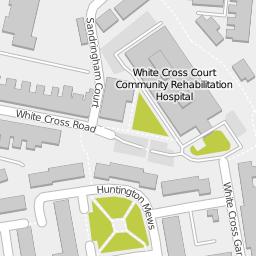 Sandringham Court
White Cross Court
Community Rehabilitation
Hospital
White Cross Road
Huntington
Mews
White Cross Gar